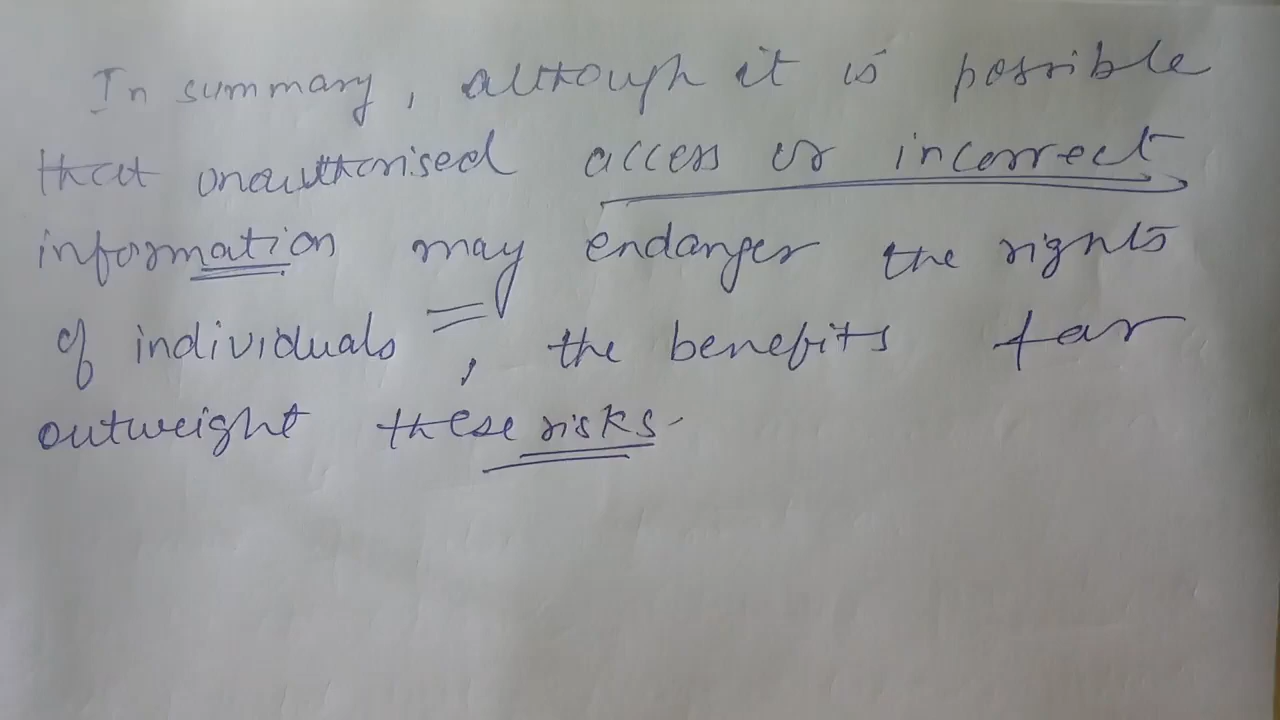 In summary, although it is possible
that unauthorised access or incorrect
information may endanger the rights
of individuals, the benefits far
outweight these risks.